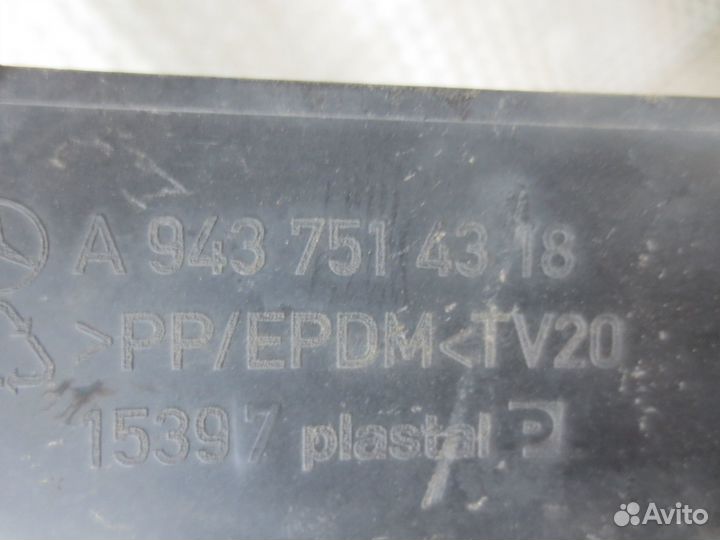 A 943 751 43 18
>PP/EPDM<TV20
15397 plastal P
Avito